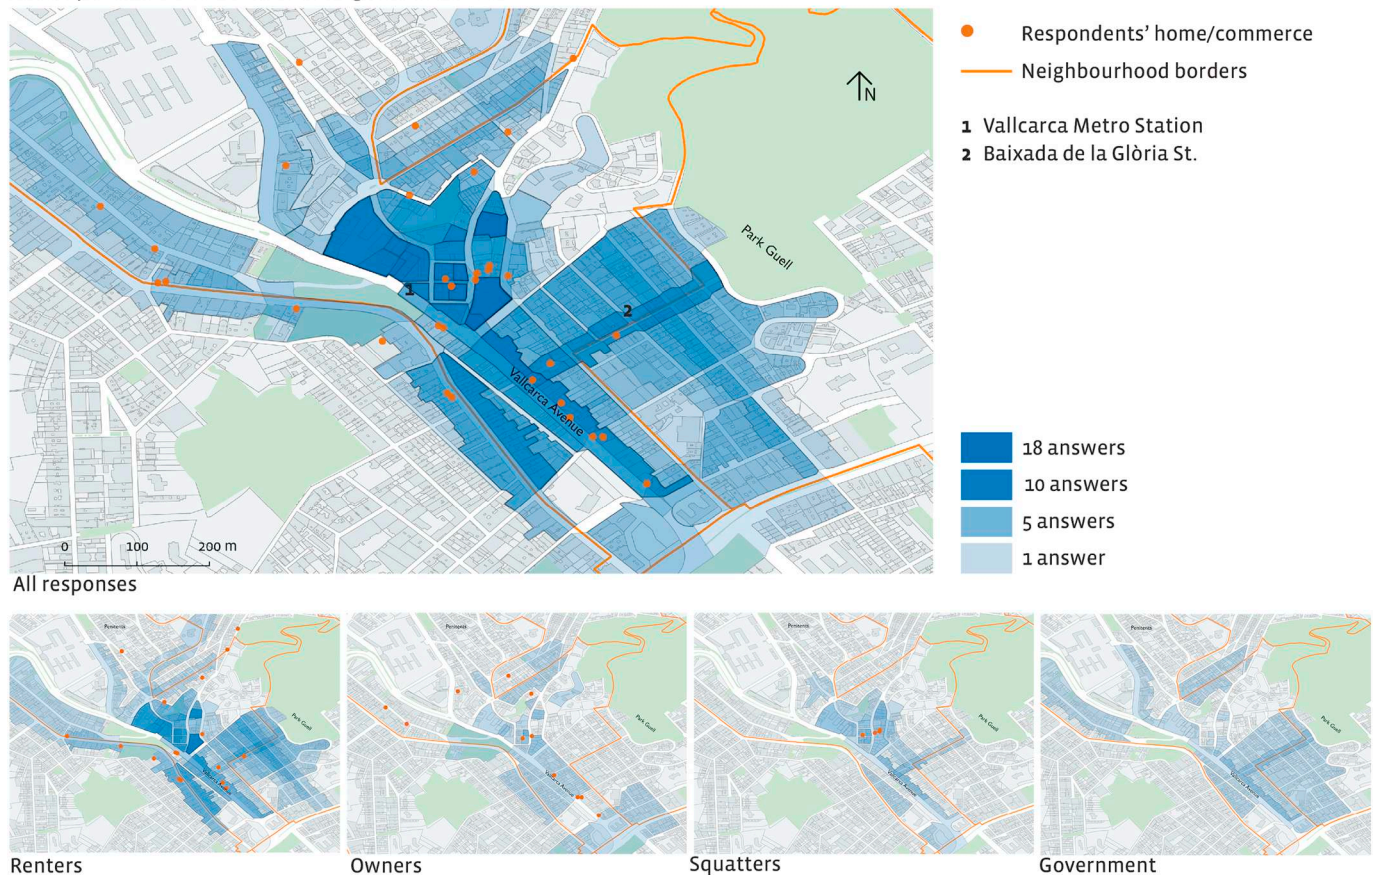 Respondents' home/commerce
Neighbourhood borders
N
1 Vallcarca Metro Station
2 Baixada de la Glòria St.
Park Guell
1
2
Vallcarca Avenue
18 answers
10 answers
5 answers
1 answer
0 100 200 m
All responses
Penitents
Park Guell
Vallcarca Avenue
Renters
Penitents
Park Guell
Vallcarca Avenue
Owners
Penitents
Park Guell
Vallcarca Avenue
Squatters
Penitents
Park Guell
Vallcarca Avenue
Government